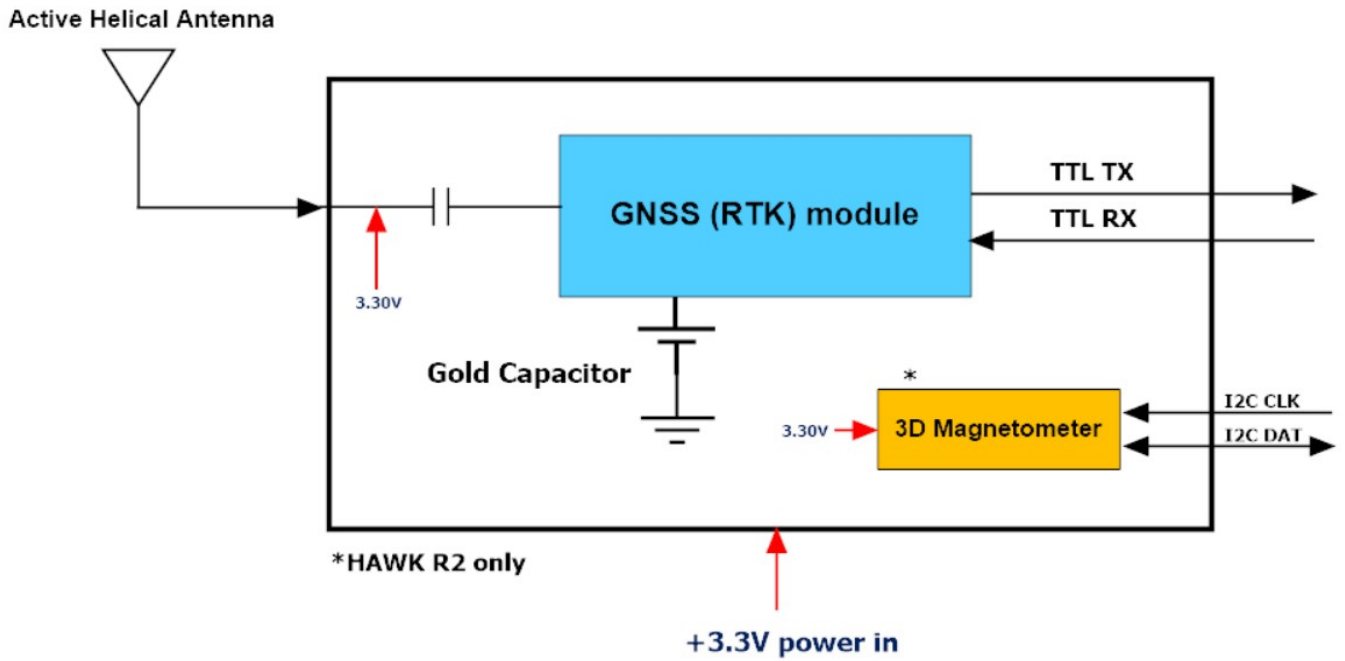 Active Helical Antenna
GNSS (RTK) module
TTL TX
TTL RX
3.30V
Gold Capacitor
*
3D Magnetometer
3.30V
I2C CLK
I2C DAT
*HAWK R2 only
+3.3V power in